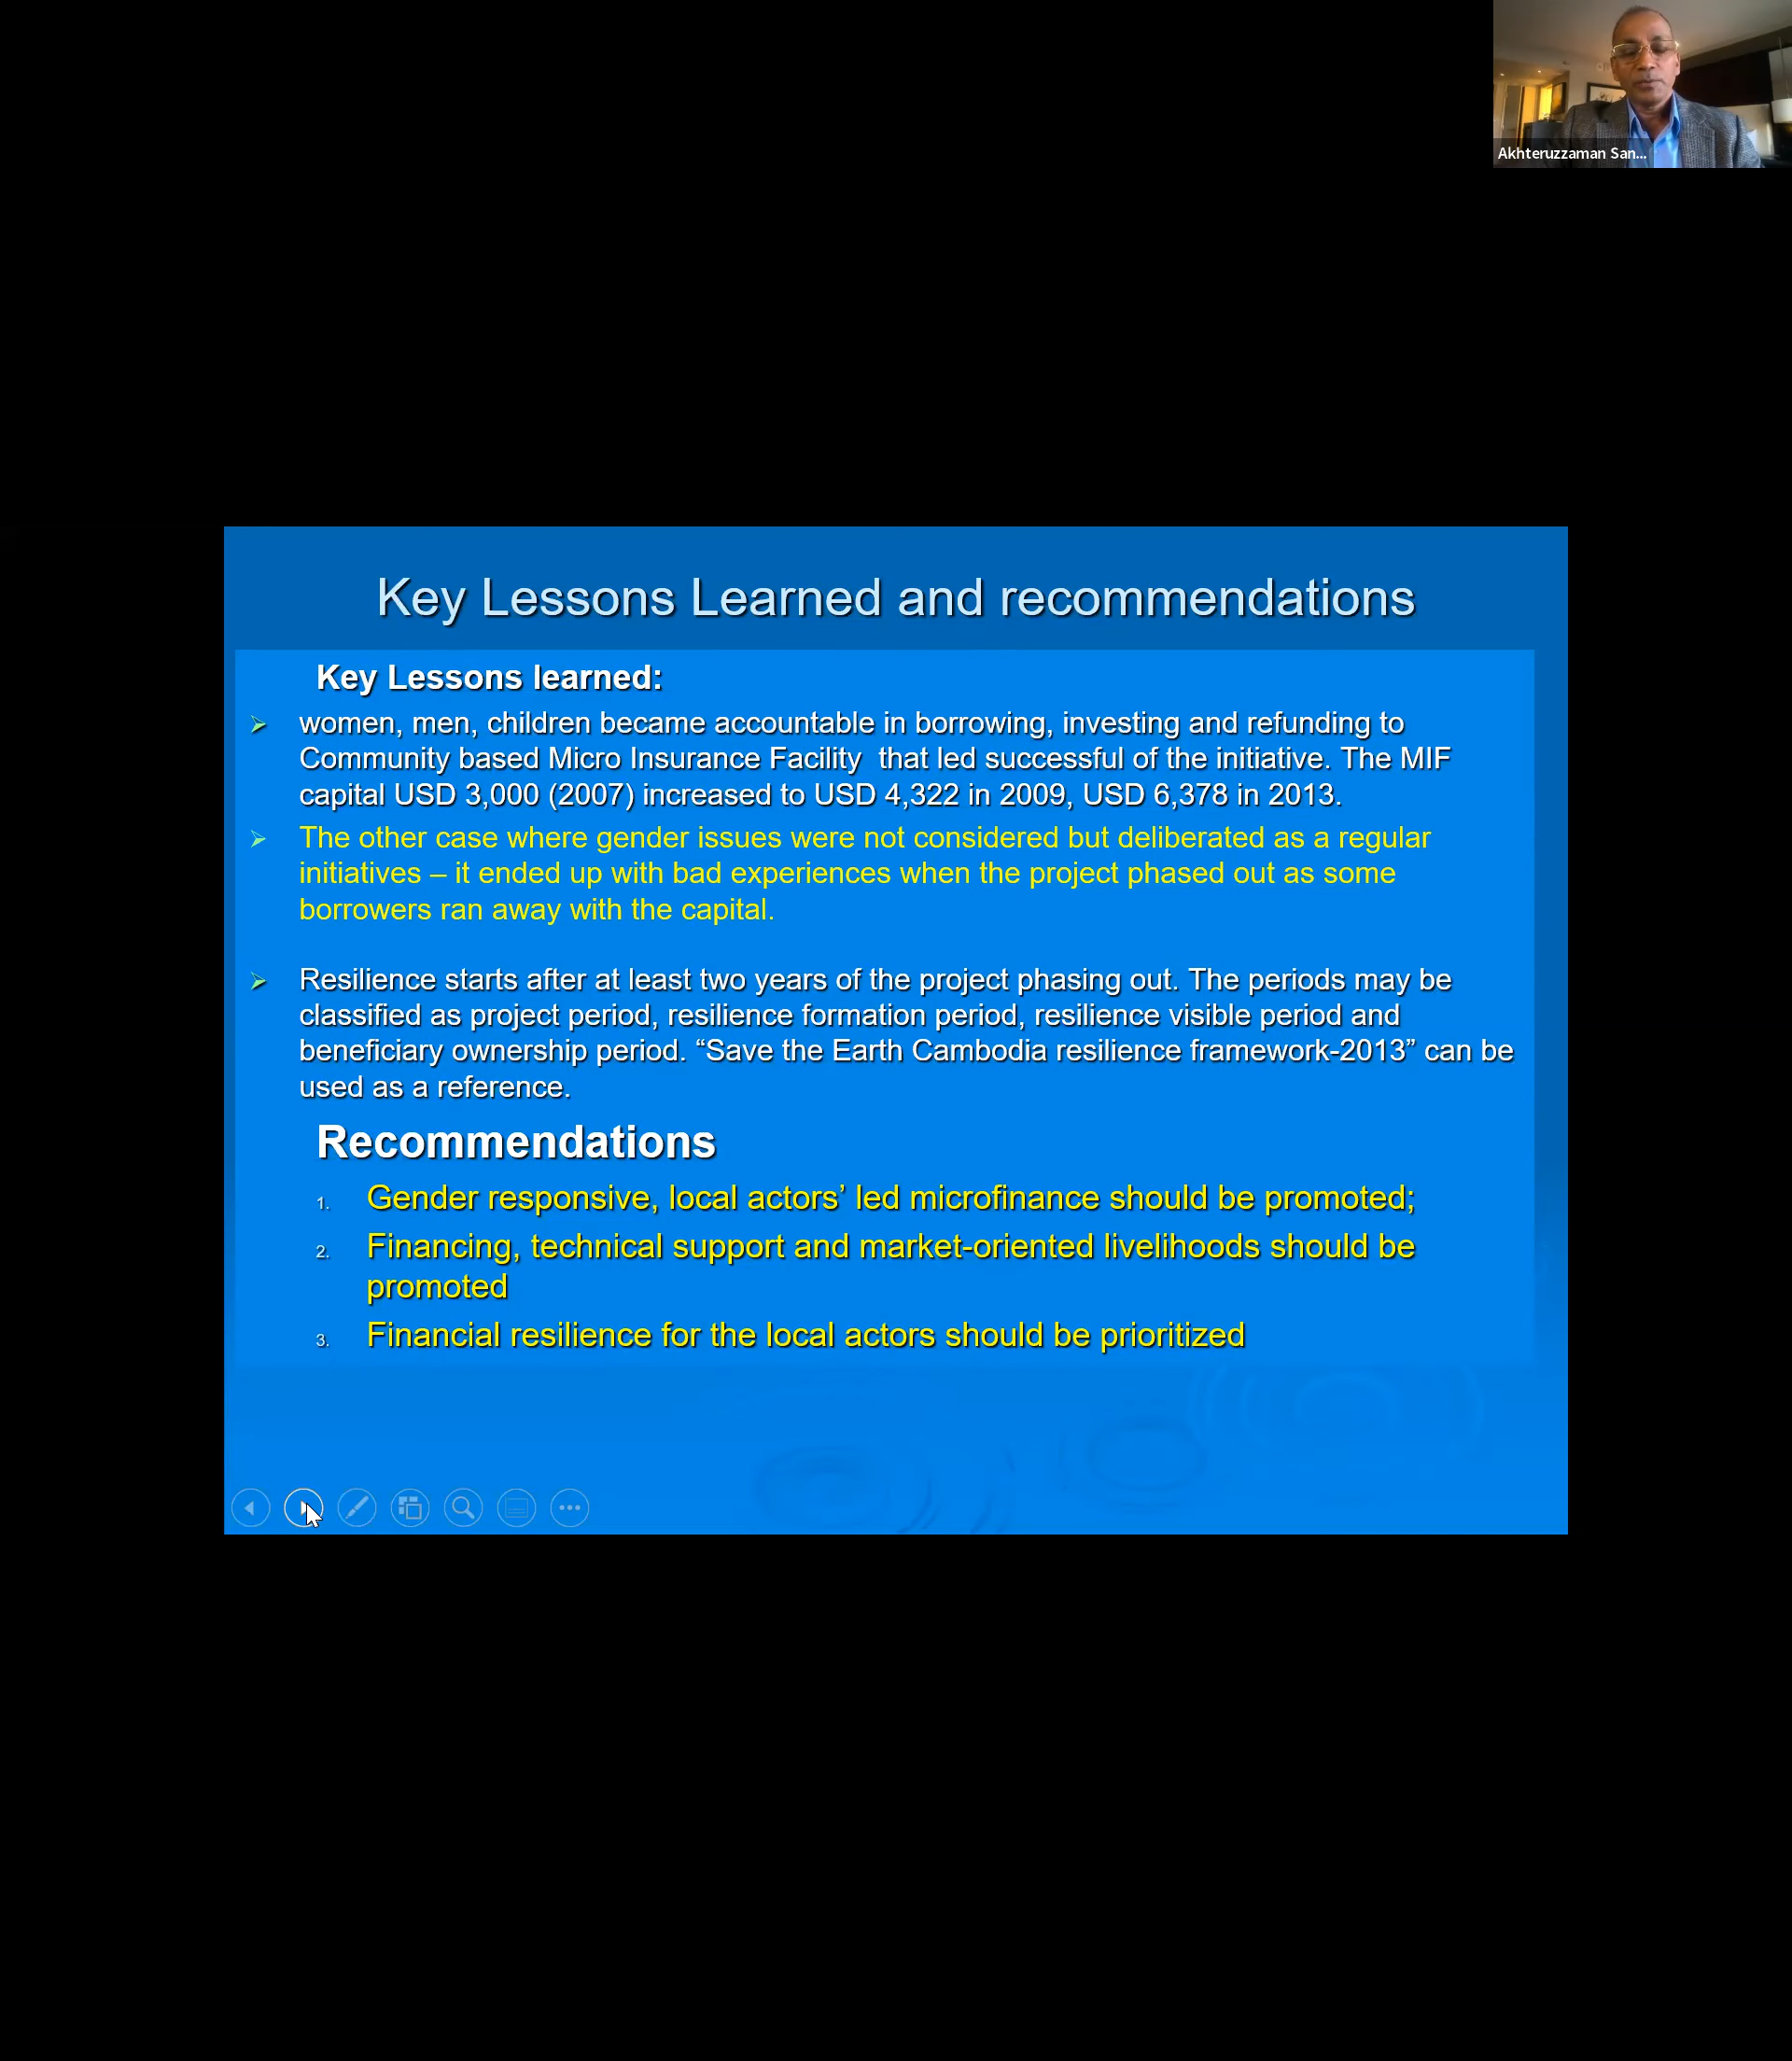 Akhteruzzaman San...
Key Lessons Learned and recommendations
Key Lessons learned:
women, men, children became accountable in borrowing, investing and refunding to
Community based Micro Insurance Facility that led successful of the initiative. The MIF
capital USD 3,000 (2007) increased to USD 4,322 in 2009, USD 6,378 in 2013.
The other case where gender issues were not considered but deliberated as a regular
initiatives – it ended up with bad experiences when the project phased out as some
borrowers ran away with the capital.
Resilience starts after at least two years of the project phasing out. The periods may be
classified as project period, resilience formation period, resilience visible period and
beneficiary ownership period. “Save the Earth Cambodia resilience framework-2013” can be
used as a reference.
Recommendations
1. Gender responsive, local actors’ led microfinance should be promoted;
2. Financing, technical support and market-oriented livelihoods should be
promoted
3. Financial resilience for the local actors should be prioritized